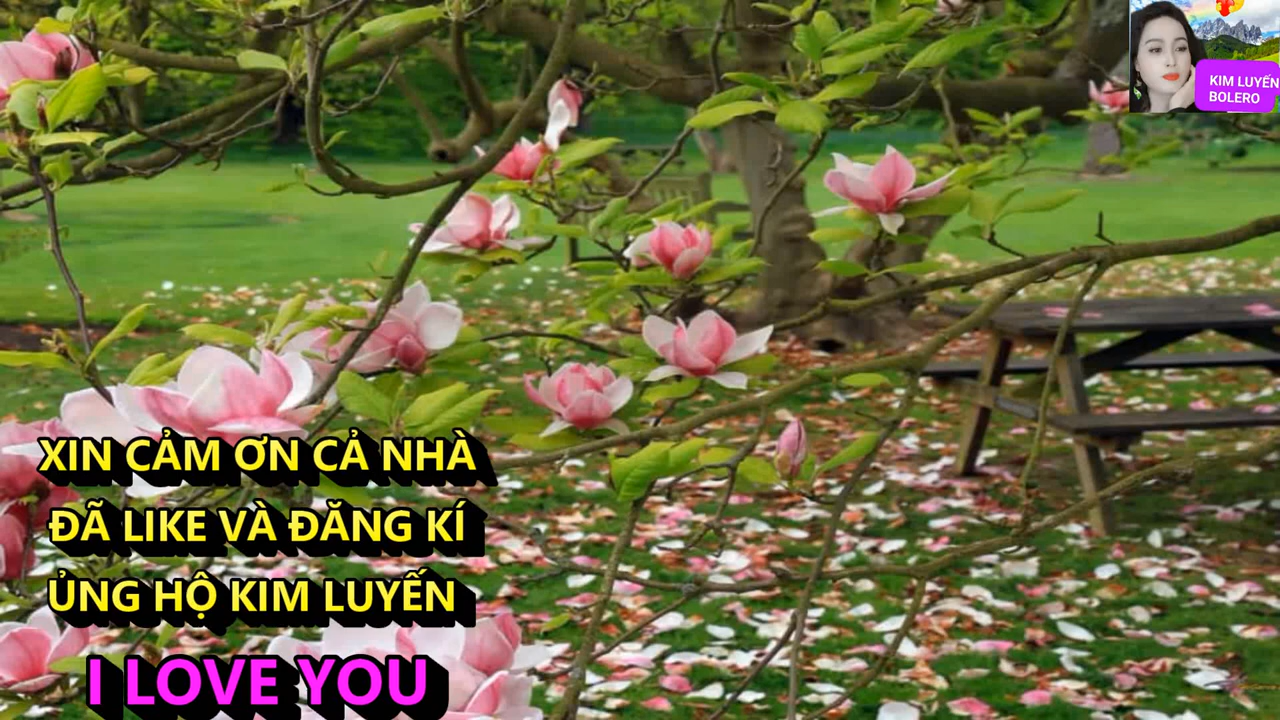 KIM LUYẾN
BOLERO
XIN CẢM ƠN CẢ NHÀ
ĐÃ LIKE VÀ ĐĂNG KÍ
ỦNG HỘ KIM LUYẾN
I LOVE YOU